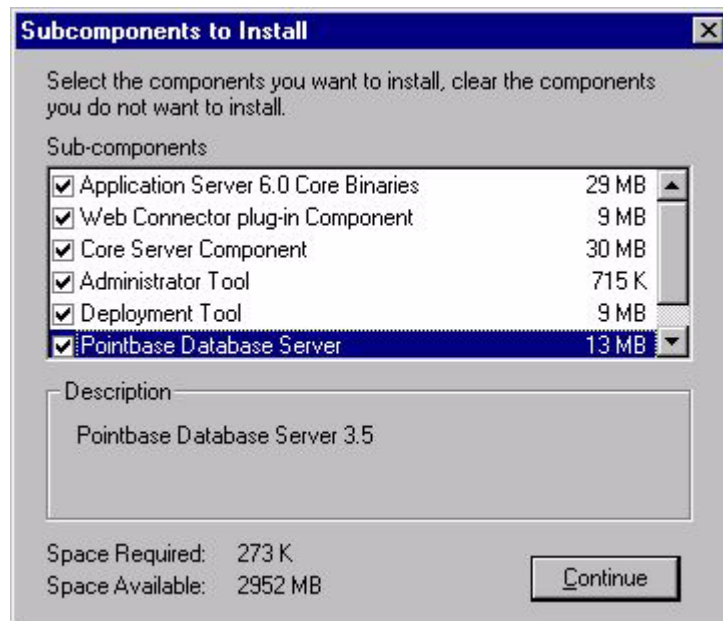 Subcomponents to Install
Select the components you want to install, clear the components
you do not want to install.
Sub-components
Application Server 6.0 Core Binaries 29 MB
Web Connector plug-in Component 9 MB
Core Server Component 30 MB
Administrator Tool 715 K
Deployment Tool 9 MB
Pointbase Database Server 13 MB
Description
Pointbase Database Server 3.5
Space Required: 273 K
Space Available: 2952 MB
Continue